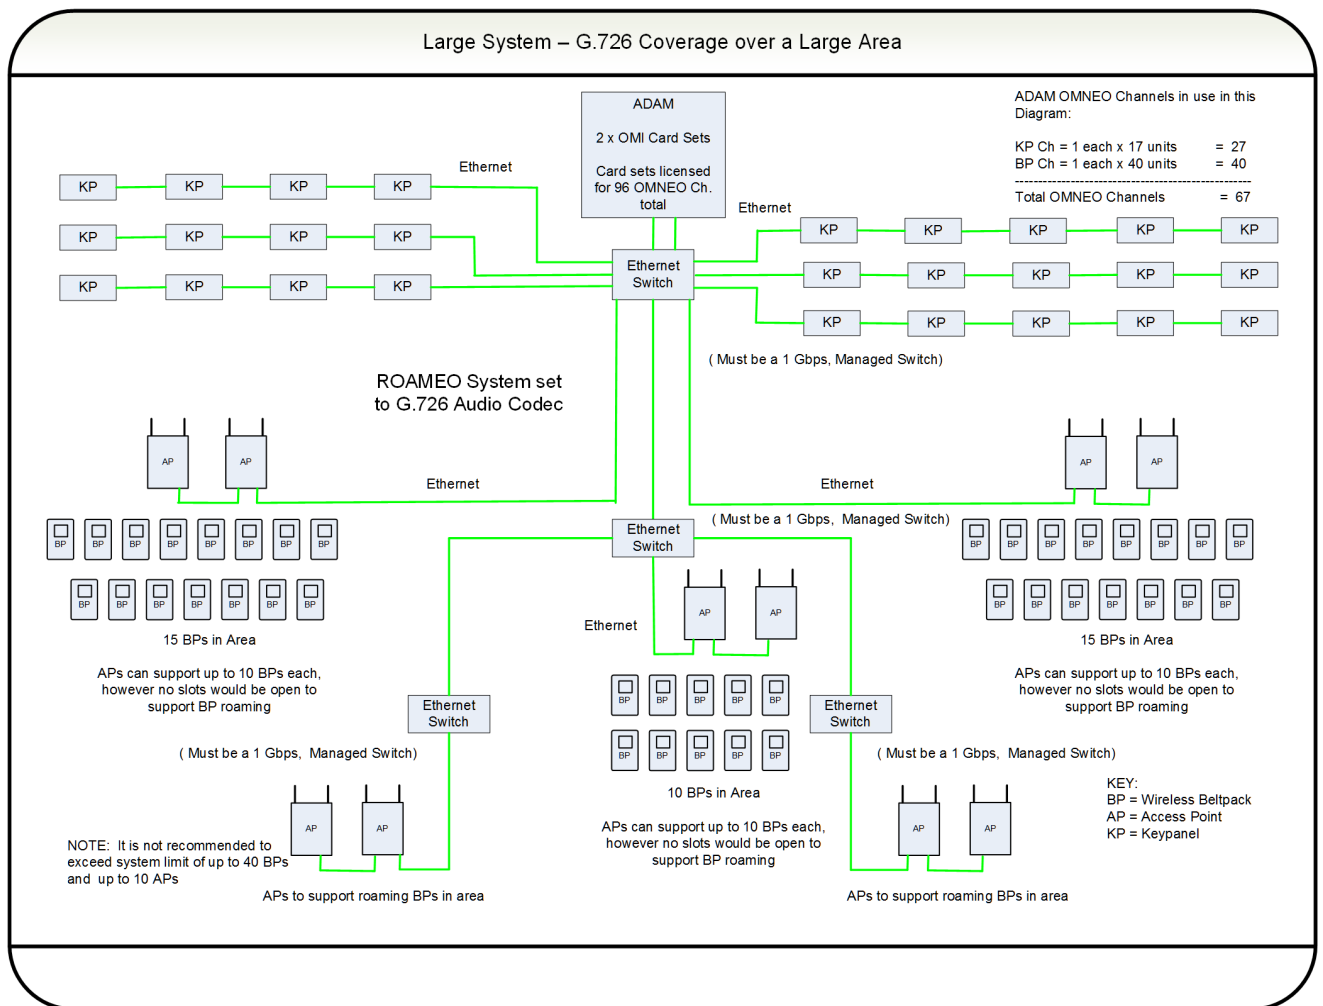 Large System – G.726 Coverage over a Large Area
ADAM
2 x OMI Card Sets
Card sets licensed
for 96 OMNEO Ch.
total
ADAM OMNEO Channels in use in this
Diagram:
KP Ch = 1 each x 17 units = 27
BP Ch = 1 each x 40 units = 40
--------------------------------------------------
Total OMNEO Channels = 67
Ethernet
KP KP KP KP
KP KP KP KP
KP KP KP KP
Ethernet
KP KP KP KP KP
KP KP KP KP KP
KP KP KP KP KP
Ethernet
Switch
( Must be a 1 Gbps, Managed Switch)
ROAMEO System set
to G.726 Audio Codec
AP AP
Ethernet
BP BP BP BP BP BP BP BP
BP BP BP BP BP BP BP
15 BPs in Area
APs can support up to 10 BPs each,
however no slots would be open to
support BP roaming
AP AP
Ethernet
BP BP BP BP BP BP BP BP
BP BP BP BP BP BP BP
15 BPs in Area
APs can support up to 10 BPs each,
however no slots would be open to
support BP roaming
Ethernet
Switch
( Must be a 1 Gbps, Managed Switch)
Ethernet
AP AP
BP BP BP BP BP
BP BP BP BP BP
10 BPs in Area
APs can support up to 10 BPs each,
however no slots would be open to
support BP roaming
Ethernet
Switch
( Must be a 1 Gbps, Managed Switch)
AP AP
APs to support roaming BPs in area
Ethernet
Switch
( Must be a 1 Gbps, Managed Switch)
AP AP
APs to support roaming BPs in area
NOTE: It is not recommended to
exceed system limit of up to 40 BPs
and up to 10 APs
KEY:
BP = Wireless Beltpack
AP = Access Point
KP = Keypanel